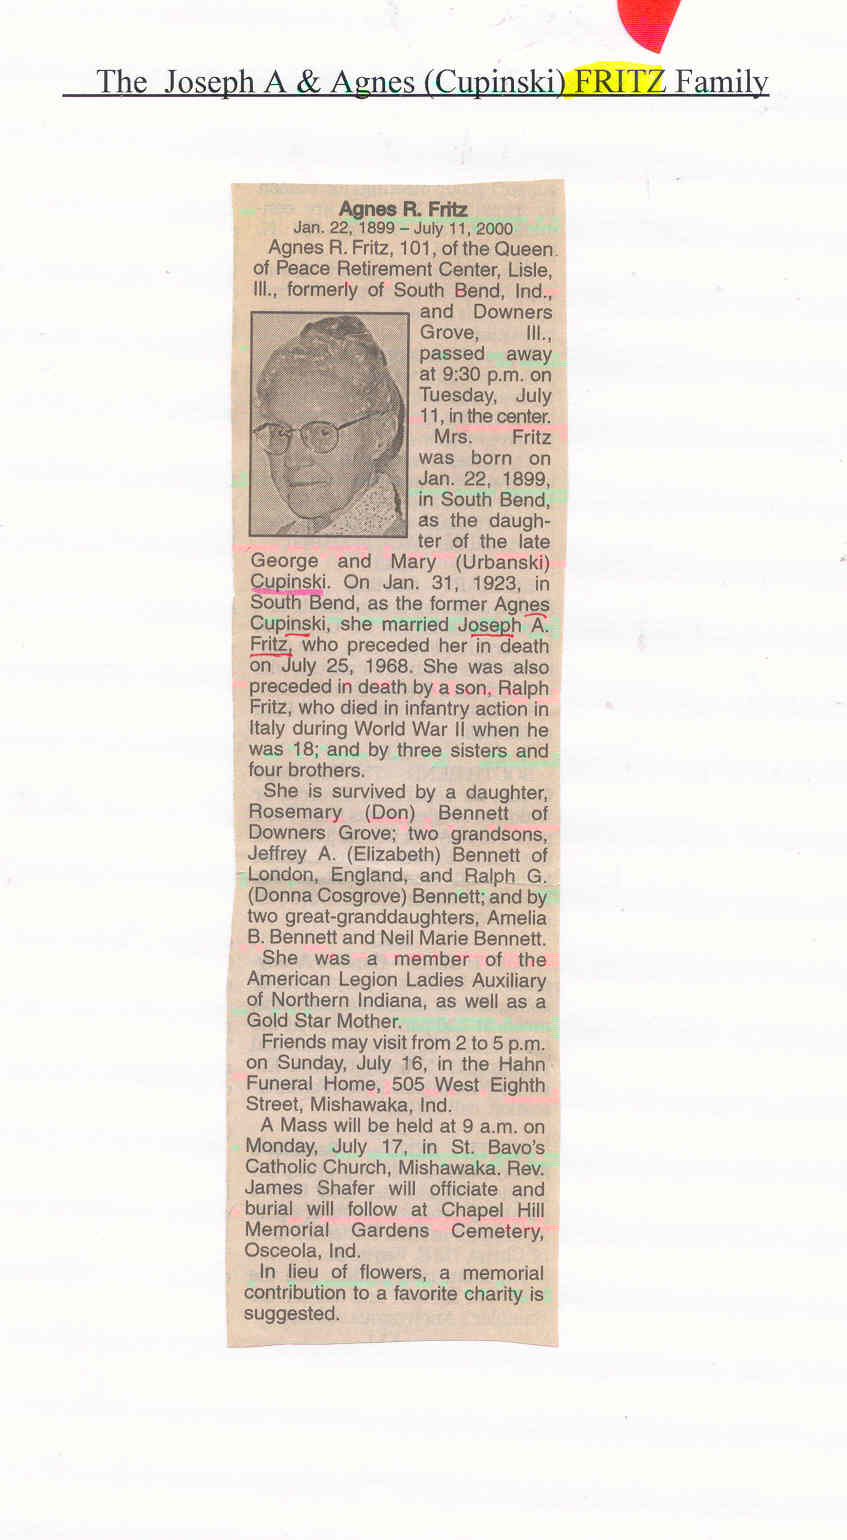 The Joseph A & Agnes (Cupinski) FRITZ Family
Agnes R. Fritz
Jan. 22, 1899 – July 11, 2000
Agnes R. Fritz, 101, of the Queen
of Peace Retirement Center, Lisle,
Ill., formerly of South Bend, Ind.,
and Downers
Grove, Ill.,
passed away
at 9:30 p.m. on
Tuesday, July
11, in the center.
Mrs. Fritz
was born on
Jan. 22, 1899,
in South Bend,
as the daugh-
ter of the late
George and Mary (Urbanski)
Cupinski. On Jan. 31, 1923, in
South Bend, as the former Agnes
Cupinski, she married Joseph A.
Fritz, who preceded her in death
on July 25, 1968. She was also
preceded in death by a son, Ralph
Fritz, who died in infantry action in
Italy during World War II when he
was 18; and by three sisters and
four brothers.
She is survived by a daughter,
Rosemary (Don) Bennett of
Downers Grove; two grandsons,
Jeffrey A. (Elizabeth) Bennett of
London, England, and Ralph G.
(Donna Cosgrove) Bennett; and by
two great-granddaughters, Amelia
B. Bennett and Neil Marie Bennett.
She was a member of the
American Legion Ladies Auxiliary
of Northern Indiana, as well as a
Gold Star Mother.
Friends may visit from 2 to 5 p.m.
on Sunday, July 16, in the Hahn
Funeral Home, 505 West Eighth
Street, Mishawaka, Ind.
A Mass will be held at 9 a.m. on
Monday, July 17, in St. Bavo's
Catholic Church, Mishawaka. Rev.
James Shafer will officiate and
burial will follow at Chapel Hill
Memorial Gardens Cemetery,
Osceola, Ind.
In lieu of flowers, a memorial
contribution to a favorite charity is
suggested.